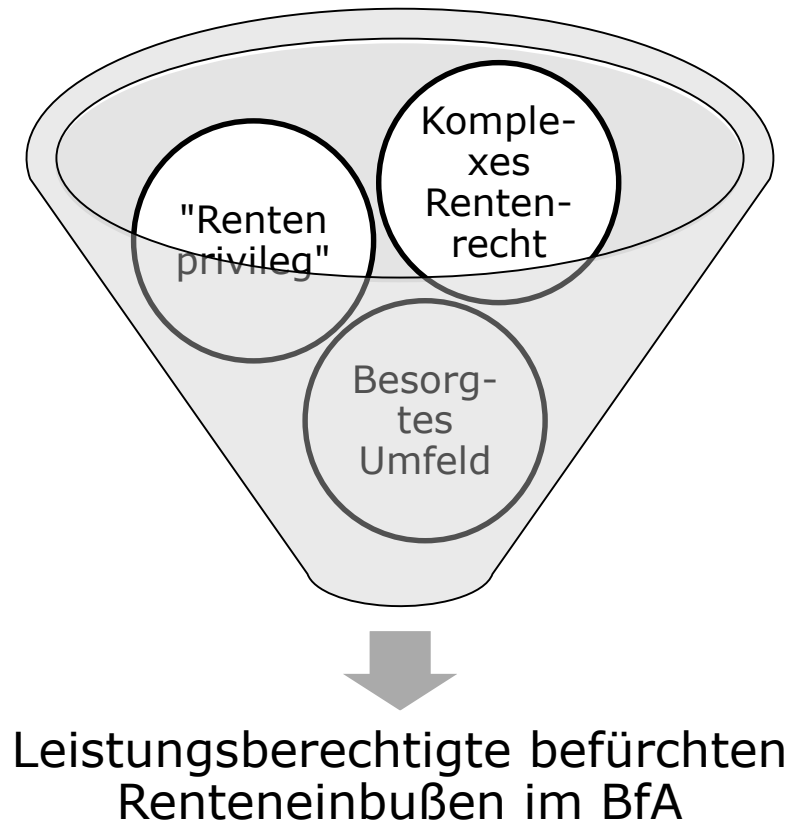 Komple-
xes
Renten-
recht
"Renten
privileg"
Besorg-
tes
Umfeld
Leistungsberechtigte befürchten
Renteneinbußen im BfA